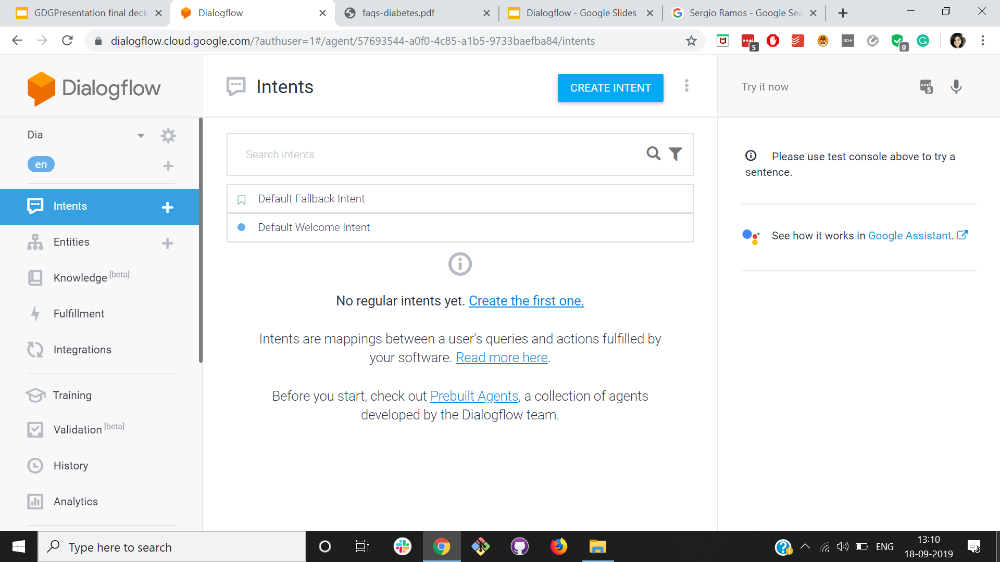 GDGPresentation final deck
Dialogflow
faqs-diabetes.pdf
Dialogflow - Google Slides
Sergio Ramos - Google Sea
dialogflow.cloud.google.com/?authuser=1#/agent/57693544-a0f0-4c85-a1b5-9733baefba84/intents
5
30K
0
Dialogflow
Intents
CREATE INTENT
Try it now
5
Dia
en
Intents
Entities
Knowledge [beta]
Fulfillment
Integrations
Training
Validation [beta]
History
Analytics
Search intents
Default Fallback Intent
Default Welcome Intent
No regular intents yet. Create the first one.
Intents are mappings between a user's queries and actions fulfilled by
your software. Read more here.
Before you start, check out Prebuilt Agents, a collection of agents
developed by the Dialogflow team.
Please use test console above to try a
sentence.
See how it works in Google Assistant.
Type here to search
ENG
13:10
18-09-2019